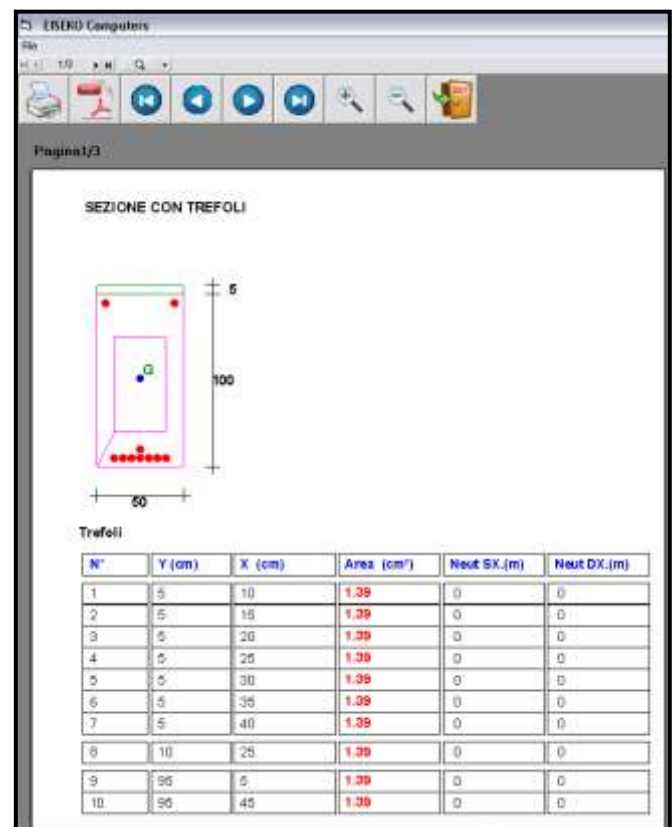 EISEKO Computers
File
1/3
Pagina1/3
SEZIONE CON TREFOLI
5
G
100
50
Trefoli
N° Y (cm) X (cm) Area (cm²) Neut SX.(m) Neut DX.(m)
1 5 10 1.39 0 0
2 5 15 1.39 0 0
3 5 20 1.39 0 0
4 5 25 1.39 0 0
5 5 30 1.39 0 0
6 5 35 1.39 0 0
7 5 40 1.39 0 0
8 10 25 1.39 0 0
9 95 5 1.39 0 0
10 95 45 1.39 0 0